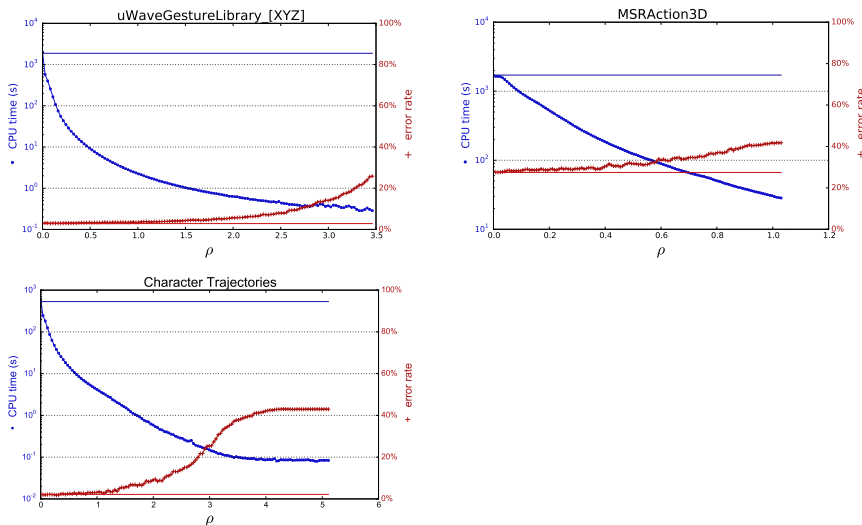 uWaveGestureLibrary_[XYZ]
10^4
10^3
10^2
10^1
10^0
10^-1
• CPU time (s)
100%
80%
60%
40%
20%
0%
+ error rate
0.0 0.5 1.0 1.5 2.0 2.5 3.0 3.5
ρ
MSRAction3D
10^4
10^3
10^2
10^1
• CPU time (s)
100%
80%
60%
40%
20%
0%
+ error rate
0.0 0.2 0.4 0.6 0.8 1.0 1.2
ρ
Character Trajectories
10^3
10^2
10^1
10^0
10^-1
10^-2
• CPU time (s)
100%
80%
60%
40%
20%
0%
+ error rate
0 1 2 3 4 5 6
ρ